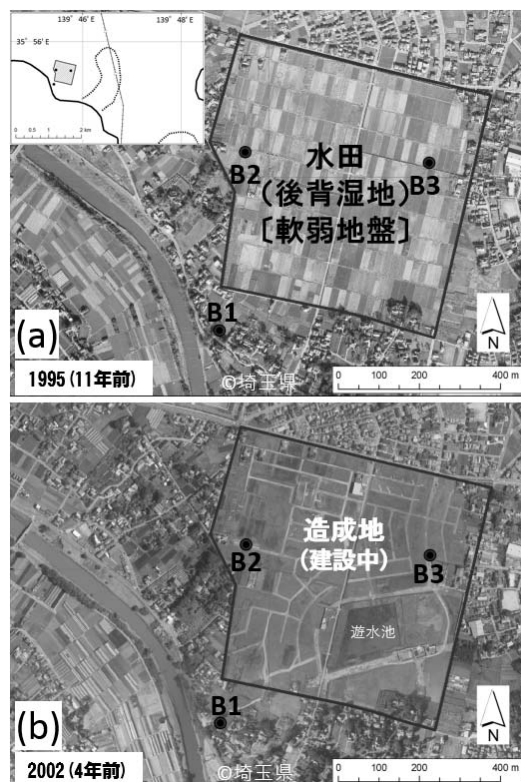 139° 46' E
139° 48' E
35° 56' E
0 0.5 1 2 km
B2
水田
(後背湿地)
[軟弱地盤]
B3
B1
(a)
1995(11年前)
©埼玉県
N
0 100 200 400 m
造成地
(建設中)
B2
B3
遊水池
B1
(b)
2002(4年前)
©埼玉県
N
0 100 200 400 m